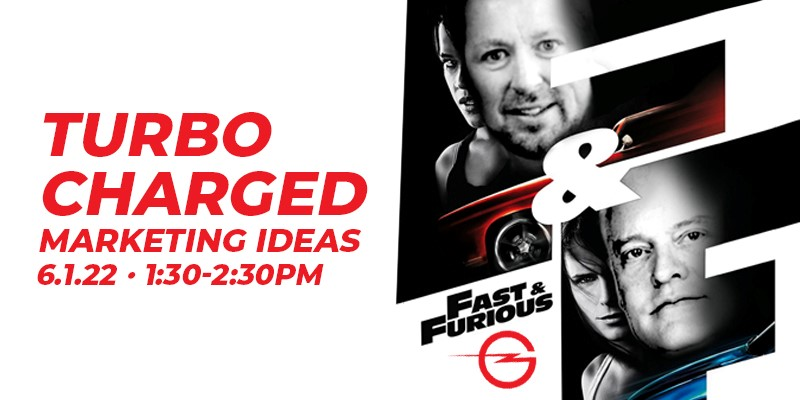 TURBO
CHARGED
MARKETING IDEAS
6.1.22 • 1:30-2:30PM
&
FAST &
FURIOUS
G